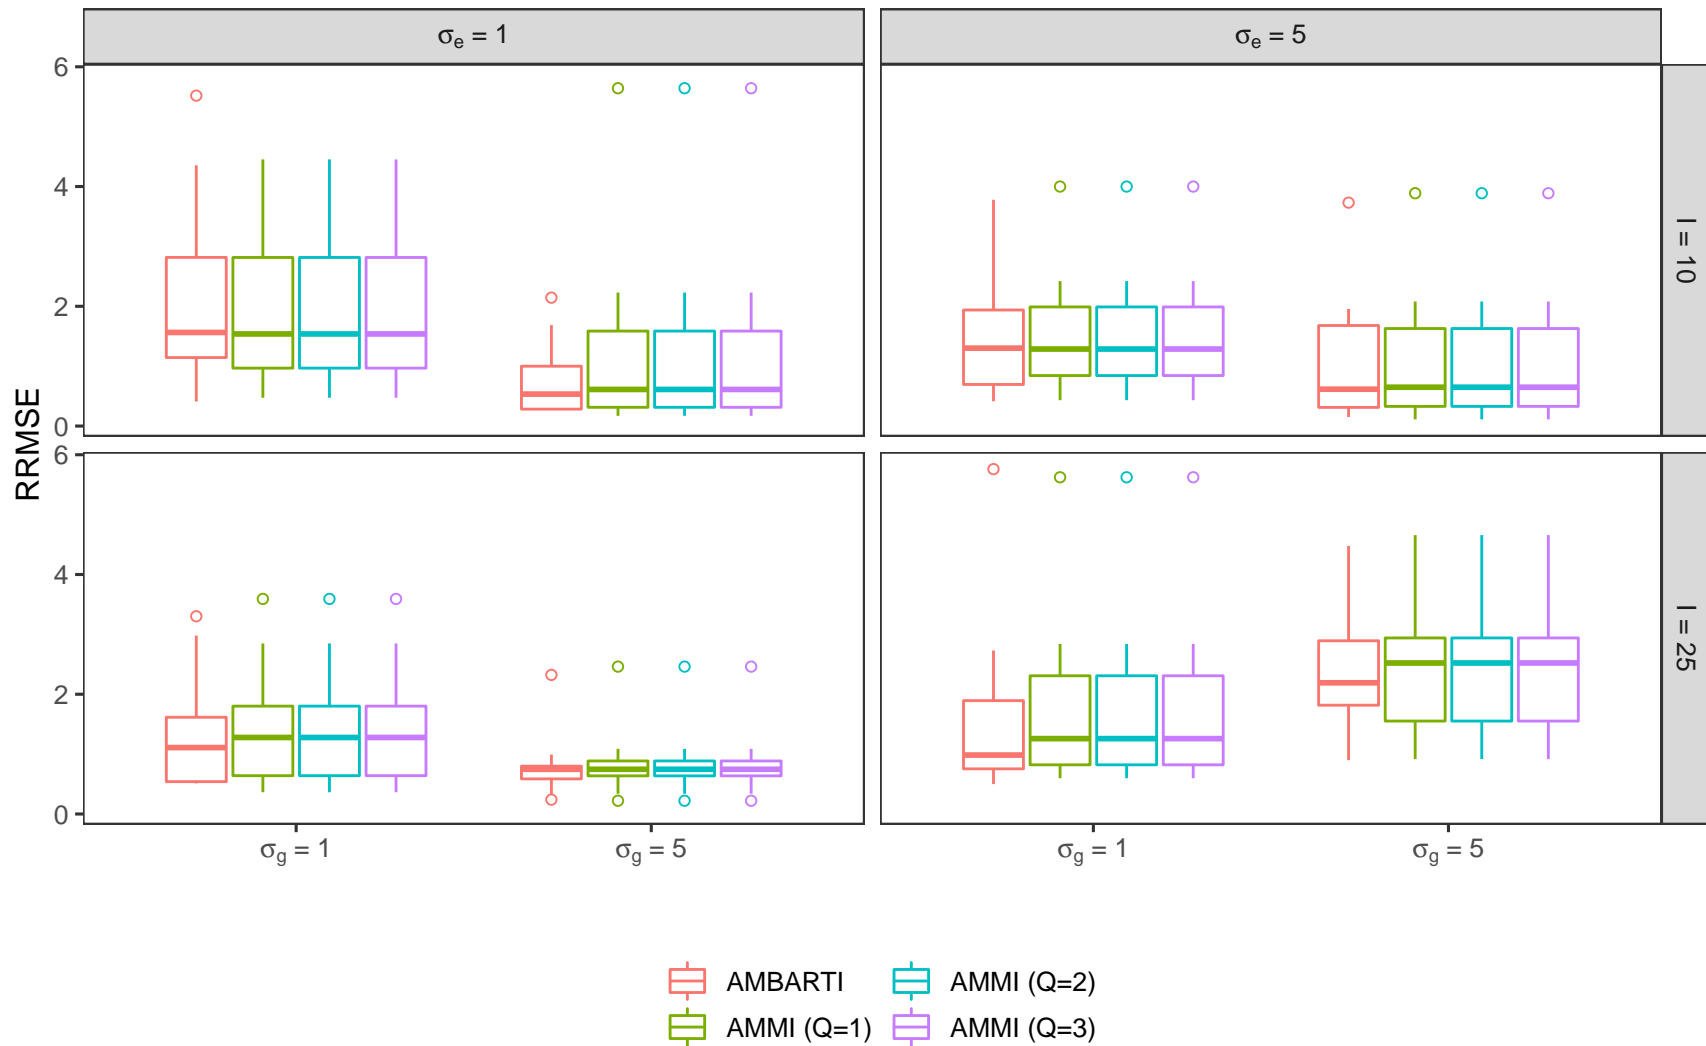 σe = 1
σe = 5
6
4
2
0
I = 10
RRMSE
6
4
2
0
I = 25
σg = 1
σg = 5
σg = 1
σg = 5
AMBARTI
AMMI (Q=2)
AMMI (Q=1)
AMMI (Q=3)